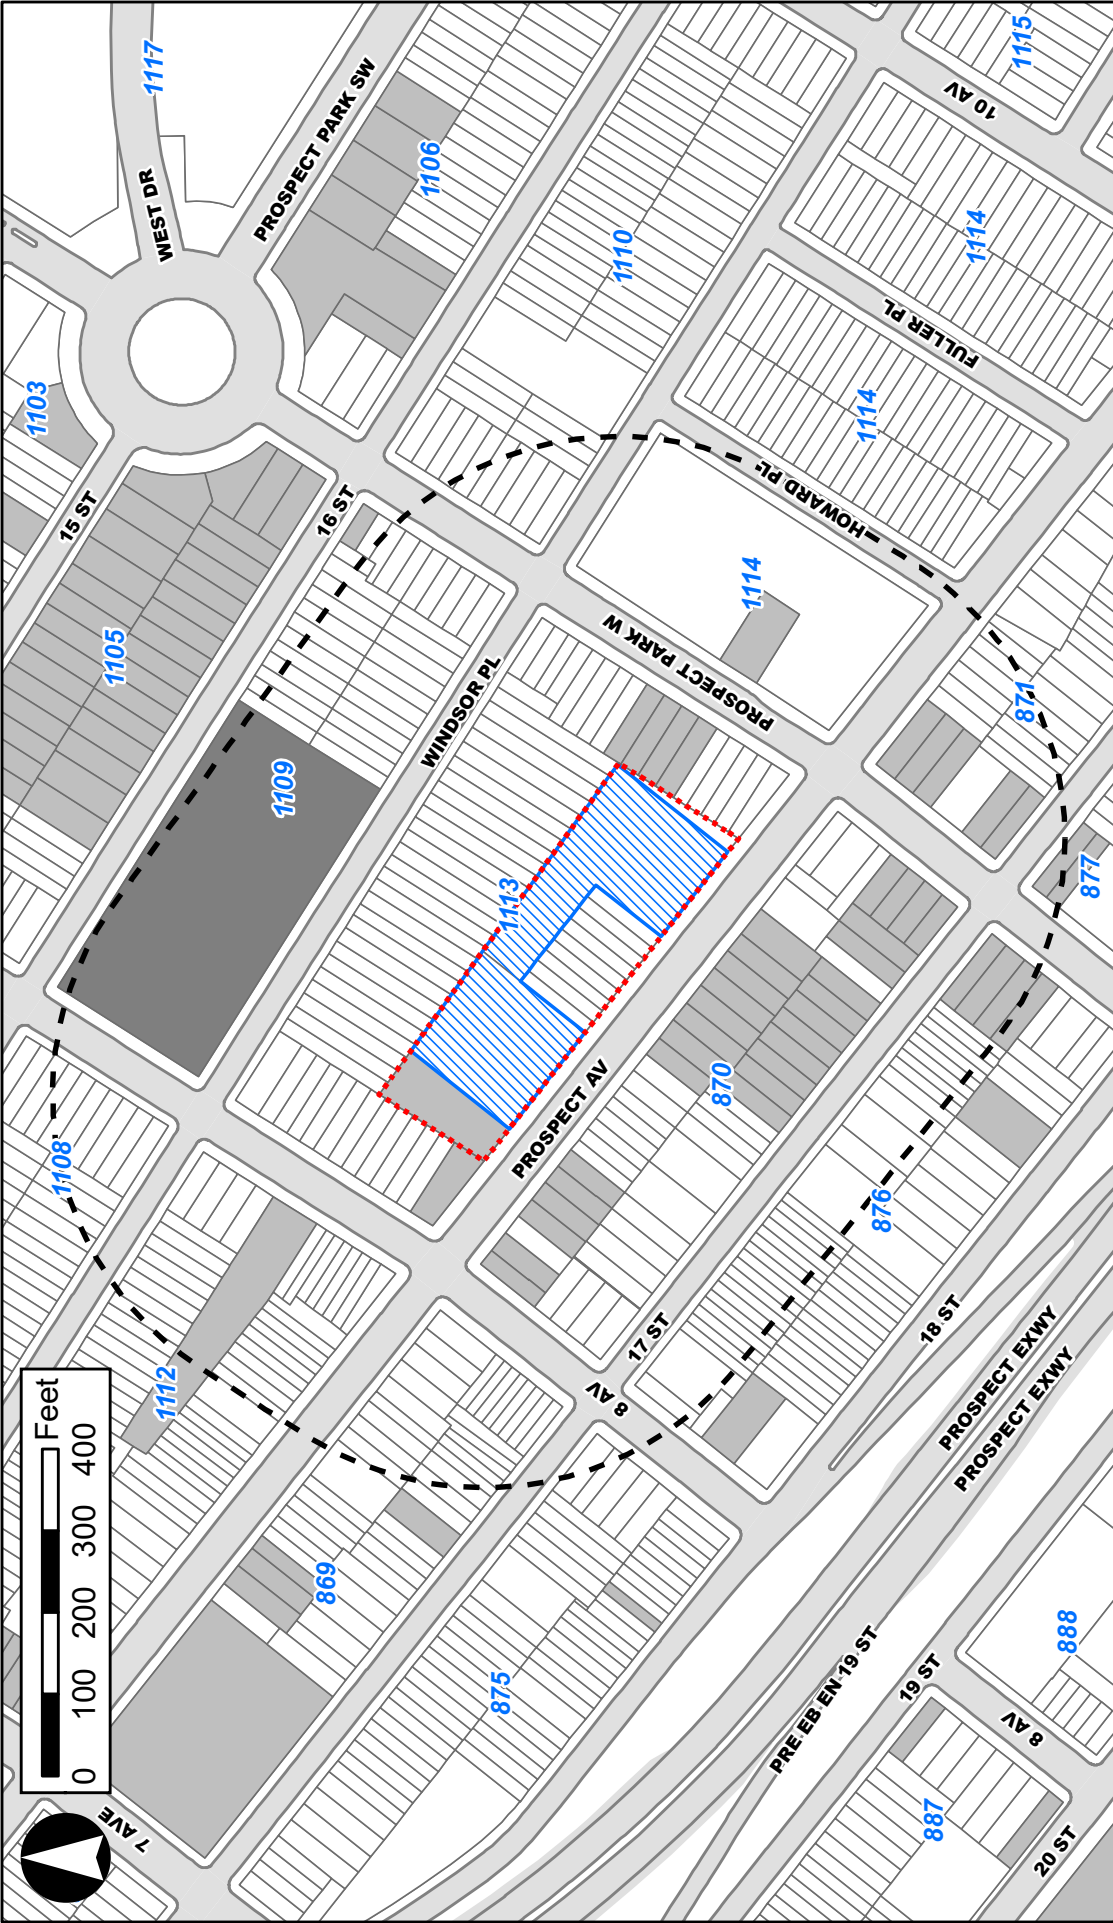 1117
1115
WEST DR
PROSPECT PARK SW
1106
10 AV
1110
1114
FULLER PL
1103
1114
15 ST
16 ST
HOWARD PL
1114
1105
PROSPECT PARK W
WINDSOR PL
871
1109
877
1113
870
PROSPECT AV
1108
876
17 ST
18 ST
8 AV
1112
PROSPECT EXWY
PROSPECT EXWY
869
875
PRE EB EN 19 ST
19 ST
888
8 AV
887
20 ST
7 AVE
Feet
0 100 200 300 400